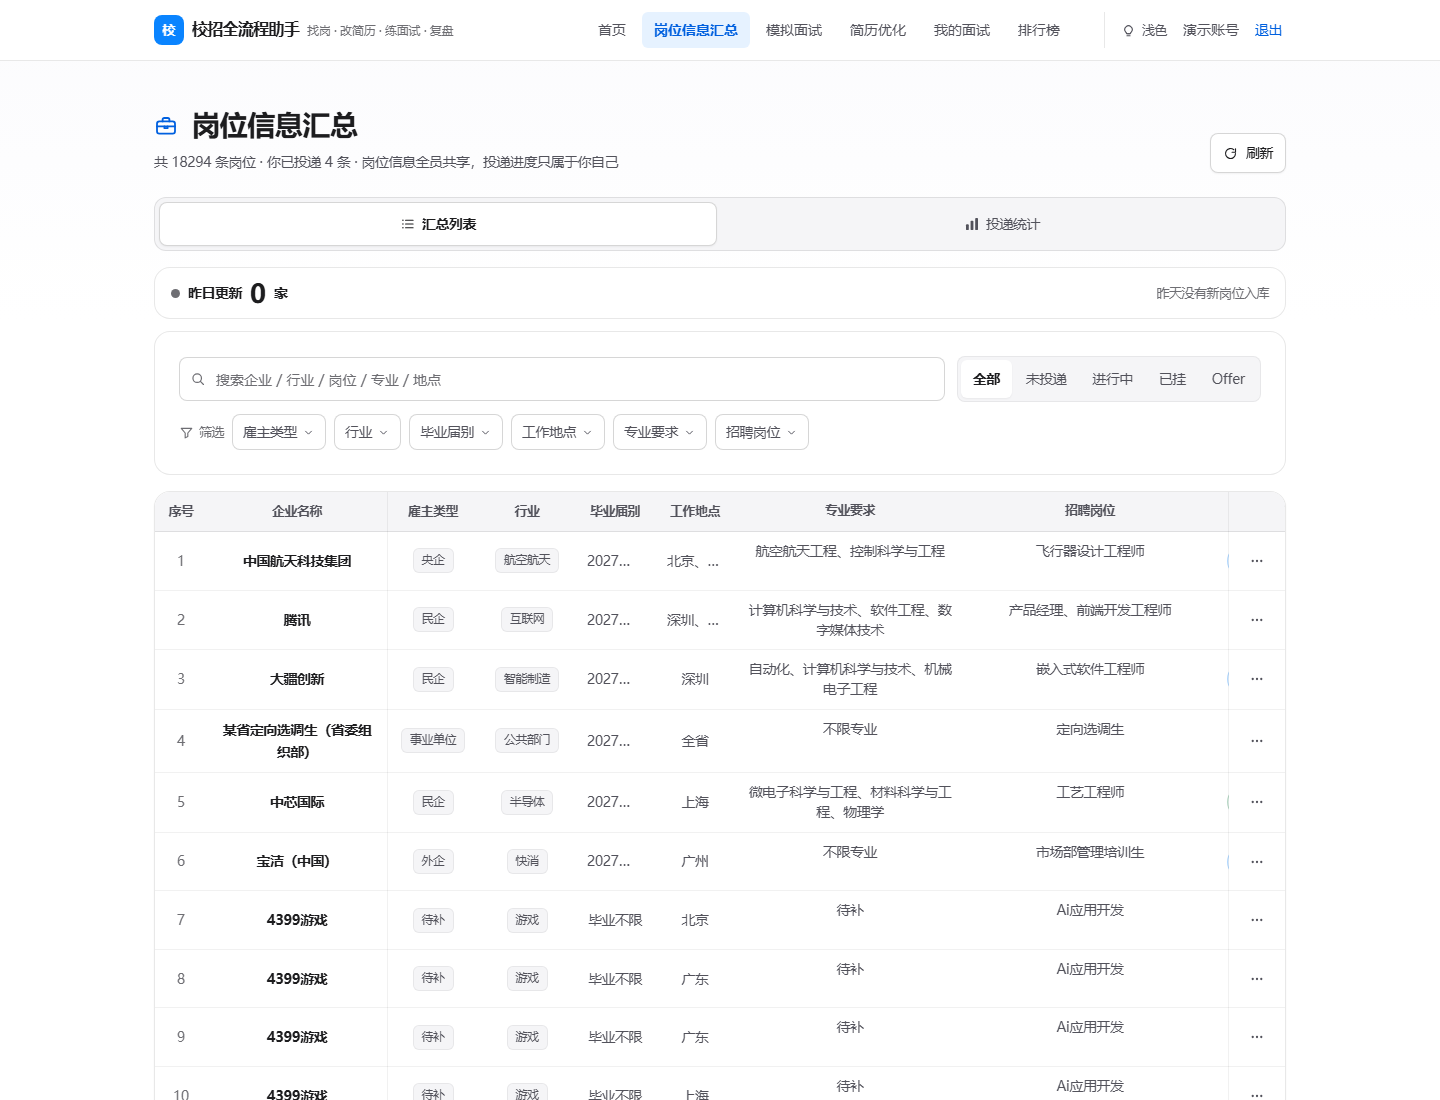 校 校招全流程助手 找岗 · 改简历 · 练面试 · 复盘 首页 岗位信息汇总 模拟面试 简历优化 我的面试 排行榜 浅色 演示账号 退出
岗位信息汇总
共 18294 条岗位 · 你已投递 4 条 · 岗位信息全员共享，投递进度只属于你自己
刷新
汇总列表 投递统计
昨日更新 0 家 昨天没有新岗位入库
搜索企业 / 行业 / 岗位 / 专业 / 地点 全部 未投递 进行中 已挂 Offer
筛选 雇主类型 行业 毕业届别 工作地点 专业要求 招聘岗位
序号 企业名称 雇主类型 行业 毕业届别 工作地点 专业要求 招聘岗位
1 中国航天科技集团 央企 航空航天 2027... 北京、... 航空航天工程、控制科学与工程 飞行器设计工程师 ...
2 腾讯 民企 互联网 2027... 深圳、... 计算机科学与技术、软件工程、数
字媒体技术 产品经理、前端开发工程师 ...
3 大疆创新 民企 智能制造 2027... 深圳 自动化、计算机科学与技术、机械
电子工程 嵌入式软件工程师 ...
4 某省定向选调生（省委组
织部） 事业单位 公共部门 2027... 全省 不限专业 定向选调生 ...
5 中芯国际 民企 半导体 2027... 上海 微电子科学与工程、材料科学与工
程、物理学 工艺工程师 ...
6 宝洁（中国） 外企 快消 2027... 广州 不限专业 市场部管理培训生 ...
7 4399游戏 待补 游戏 毕业不限 北京 待补 Ai应用开发 ...
8 4399游戏 待补 游戏 毕业不限 广东 待补 Ai应用开发 ...
9 4399游戏 待补 游戏 毕业不限 广东 待补 Ai应用开发 ...
10 4399游戏 待补 游戏 毕业不限 上海 待补 Ai应用开发 ...